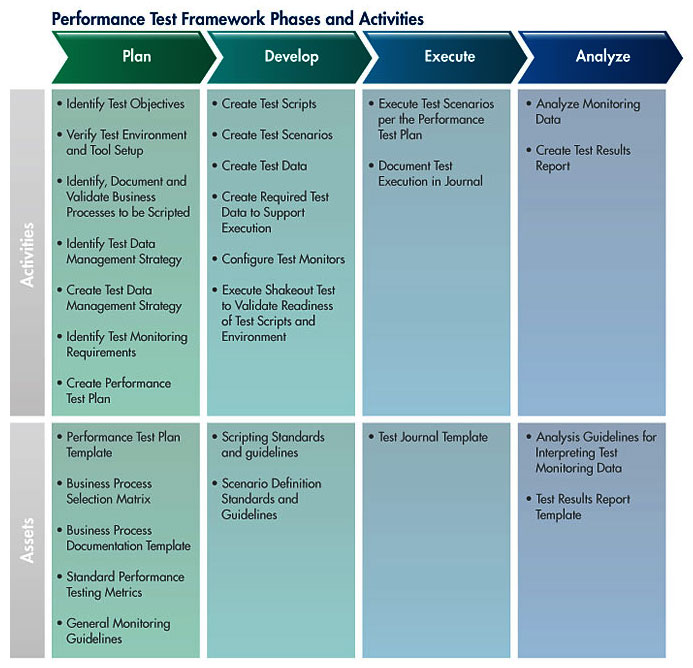 Performance Test Framework Phases and Activities
Plan
Develop
Execute
Analyze
Activities
• Identify Test Objectives
• Verify Test Environment
and Tool Setup
• Identify, Document and
Validate Business
Processes to be Scripted
• Identify Test Data
Management Strategy
• Create Test Data
Management Strategy
• Identify Test Monitoring
Requirements
• Create Performance
Test Plan
• Create Test Scripts
• Create Test Scenarios
• Create Test Data
• Create Required Test
Data to Support
Execution
• Configure Test Monitors
• Execute Shakeout Test
to Validate Readiness
of Test Scripts and
Environment
• Execute Test Scenarios
per the Performance
Test Plan
• Document Test
Execution in Journal
• Analyze Monitoring
Data
• Create Test Results
Report
Assets
• Performance Test Plan
Template
• Business Process
Selection Matrix
• Business Process
Documentation Template
• Standard Performance
Testing Metrics
• General Monitoring
Guidelines
• Scripting Standards
and guidelines
• Scenario Definition
Standards and
Guidelines
• Test Journal Template
• Analysis Guidelines for
Interpreting Test
Monitoring Data
• Test Results Report
Template